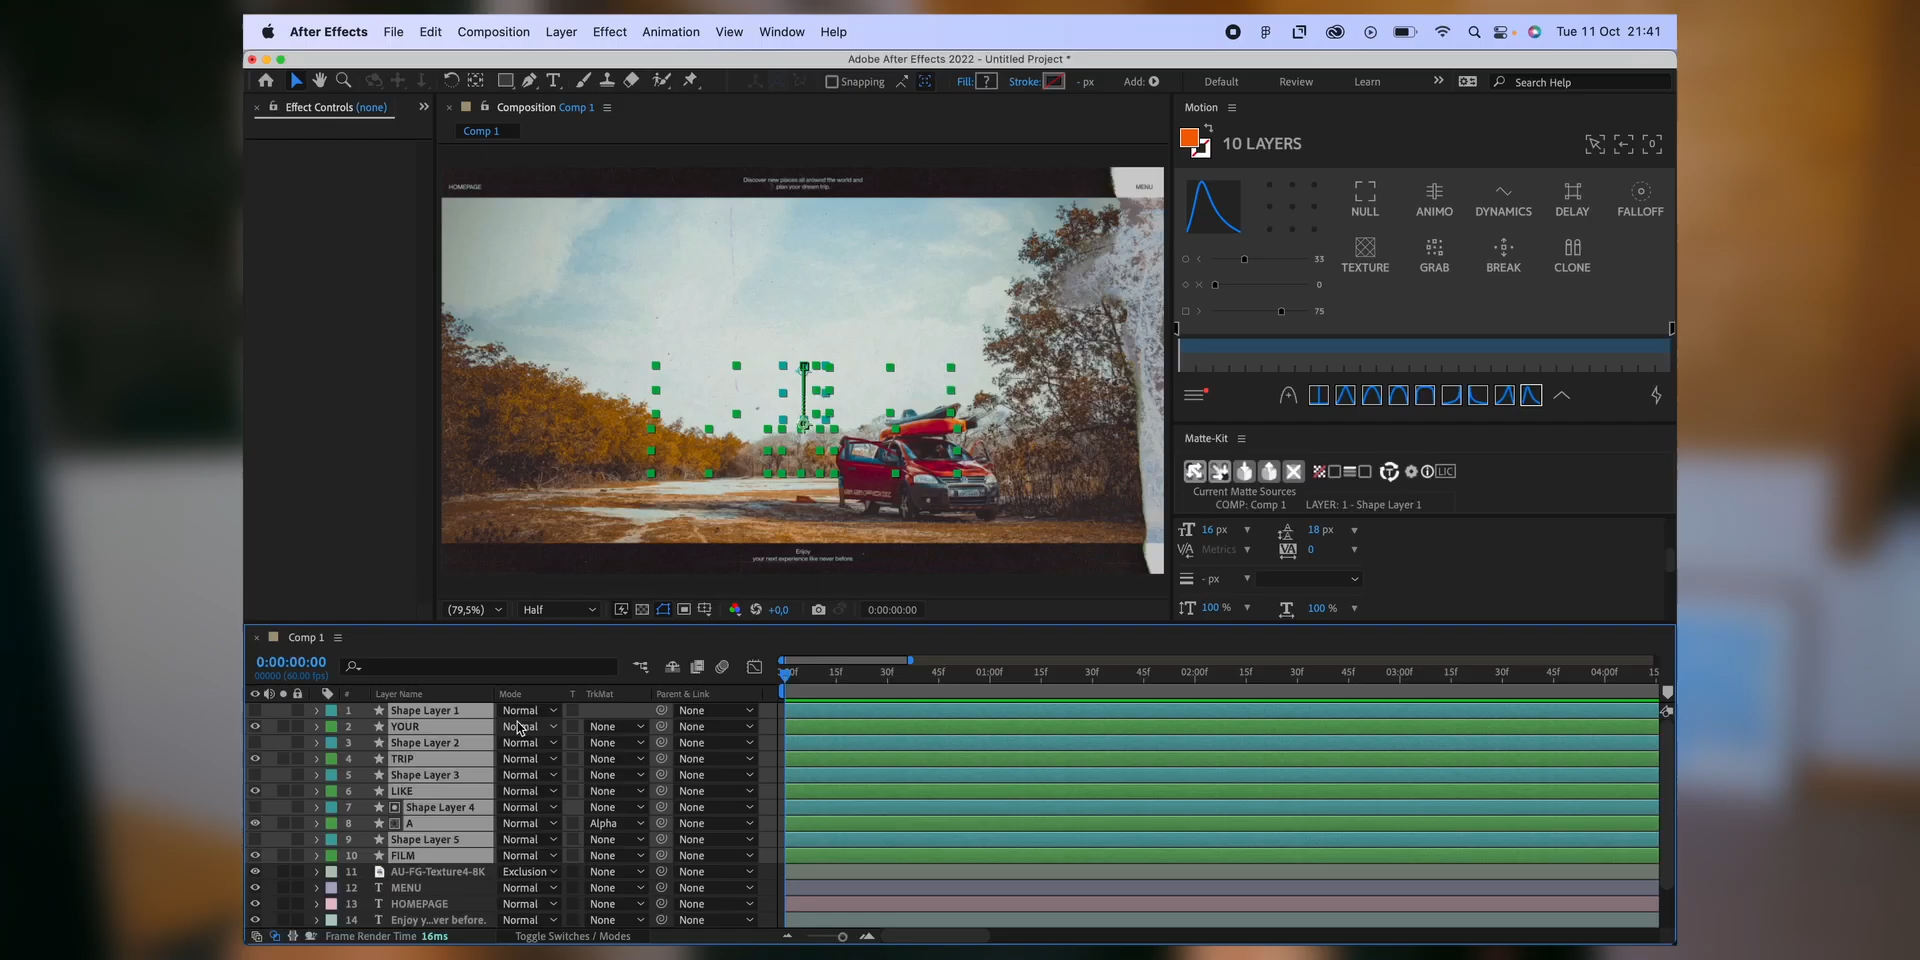 After Effects File Edit Composition Layer Effect Animation View Window Help Tue 11 Oct 21:41
Adobe After Effects 2022 - Untitled Project *
Snapping Fill: ? Stroke: - px Add: Default Review Learn Search Help
Effect Controls (none) Composition Comp 1 Motion
Comp 1
10 LAYERS
Discover new places all around the world and
plan your dream trip.
HOMEPAGE MENU
NULL ANIMO DYNAMICS DELAY FALLOFF
TEXTURE GRAB BREAK CLONE
33
0
75
Matte-Kit
LIC
Current Matte Sources
COMP: Comp 1 LAYER: 1 - Shape Layer 1
16 px 18 px
Metrics 0
- px
100 % 100 %
Enjoy
your next experience like never before.
(79,5%) Half +0,0 0:00:00:00
Comp 1
0:00:00:00
00000 (60.00 fps)
:00f 15f 30f 45f 01:00f 15f 30f 45f 02:00f 15f 30f 45f 03:00f 15f 30f 45f 04:00f 15
# Layer Name Mode T TrkMat Parent & Link
1 Shape Layer 1 Normal None
2 YOUR Normal None None
3 Shape Layer 2 Normal None None
4 TRIP Normal None None
5 Shape Layer 3 Normal None None
6 LIKE Normal None None
7 Shape Layer 4 Normal None None
8 A Normal Alpha None
9 Shape Layer 5 Normal None None
10 FILM Normal None None
11 AU-FG-Texture4-8K Exclusion None None
12 MENU Normal None None
13 HOMEPAGE Normal None None
14 Enjoy y...ver before. Normal None None
Frame Render Time 16ms Toggle Switches / Modes